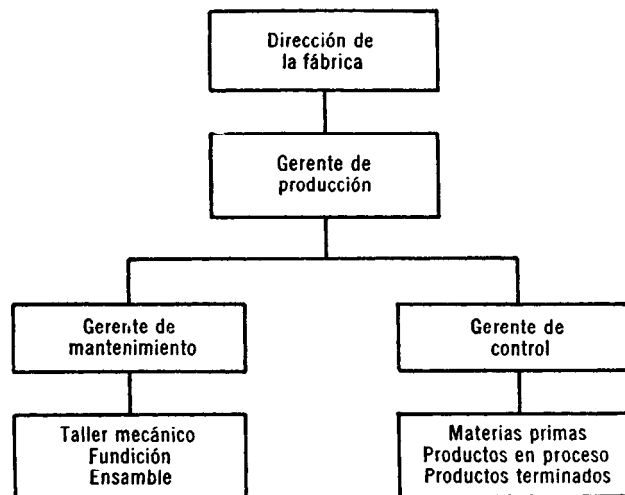 Dirección de
la fábrica
Gerente de
producción
Gerente de
mantenimiento
Gerente de
control
Taller mecánico
Fundición
Ensamble
Materias primas
Productos en proceso
Productos terminados